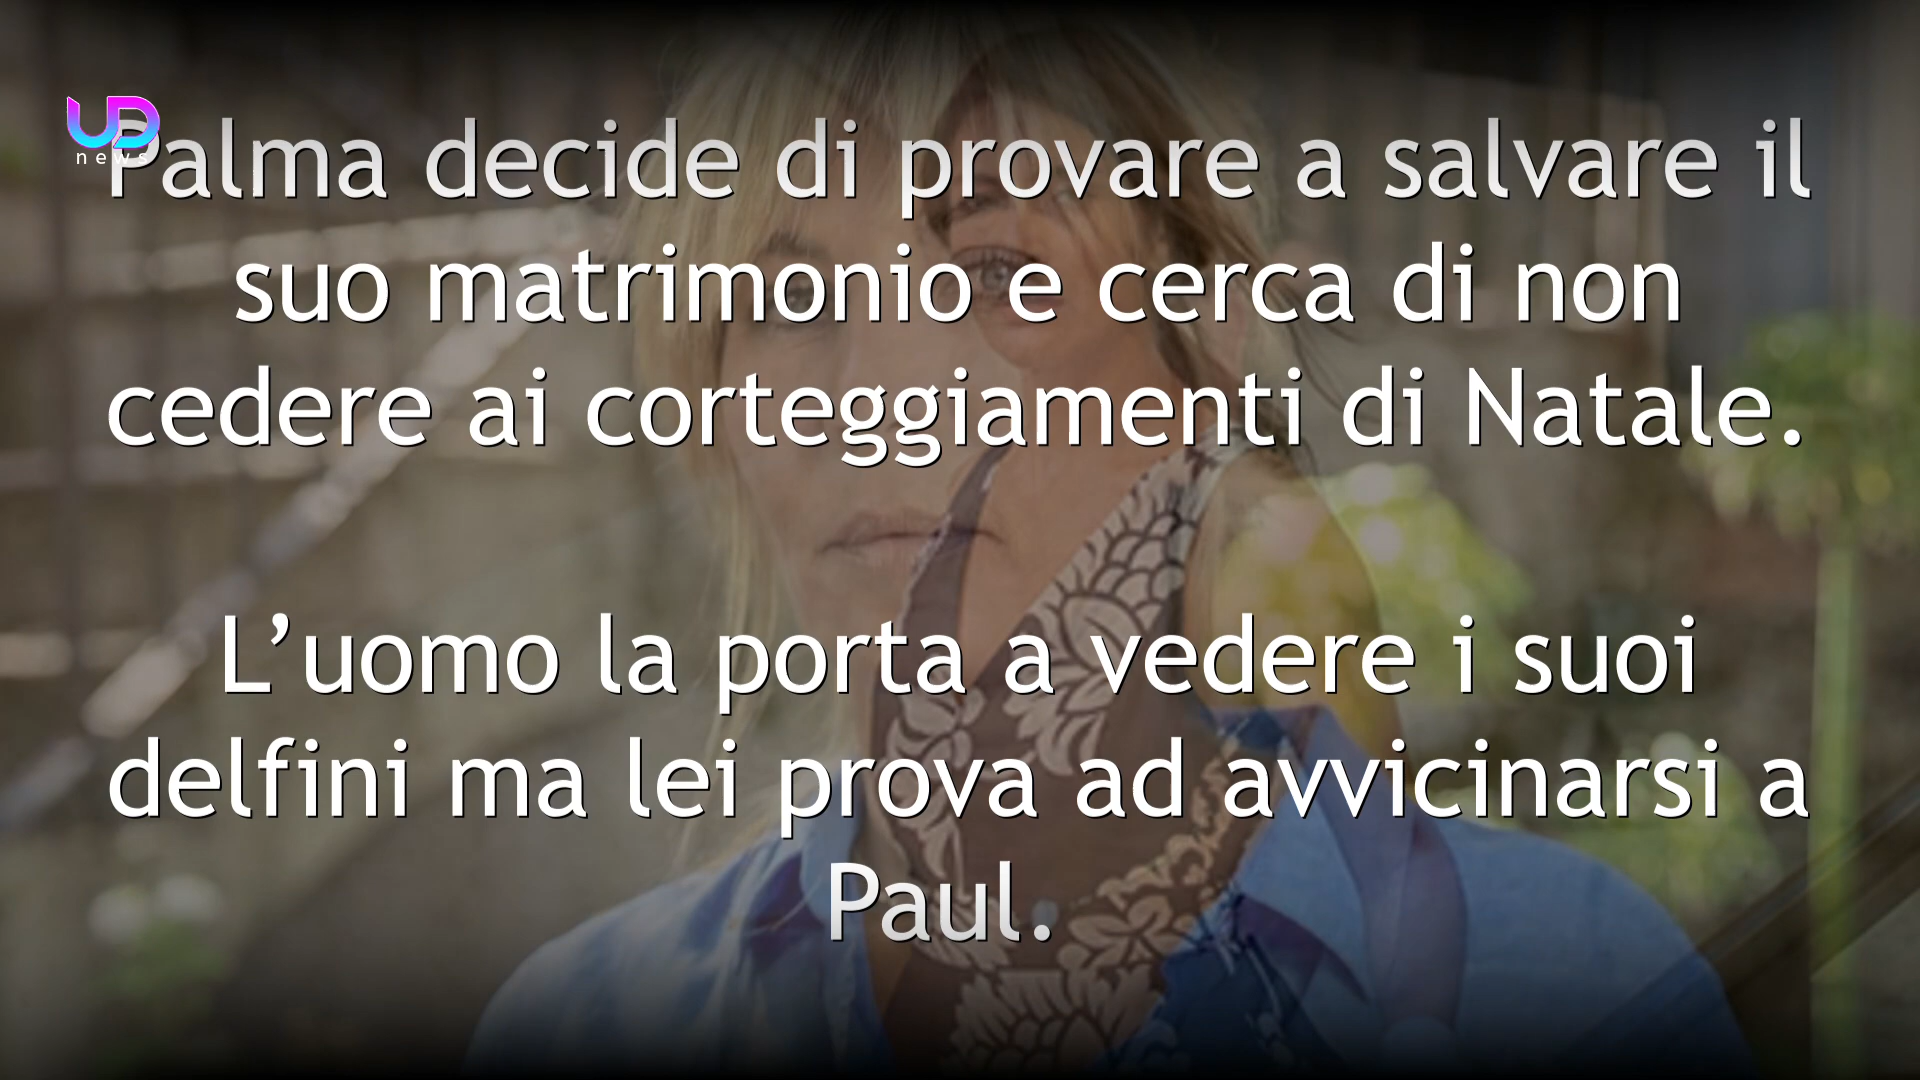 UD
news
Palma decide di provare a salvare il
suo matrimonio e cerca di non
cedere ai corteggiamenti di Natale.
L’uomo la porta a vedere i suoi
delfini ma lei prova ad avvicinarsi a
Paul.